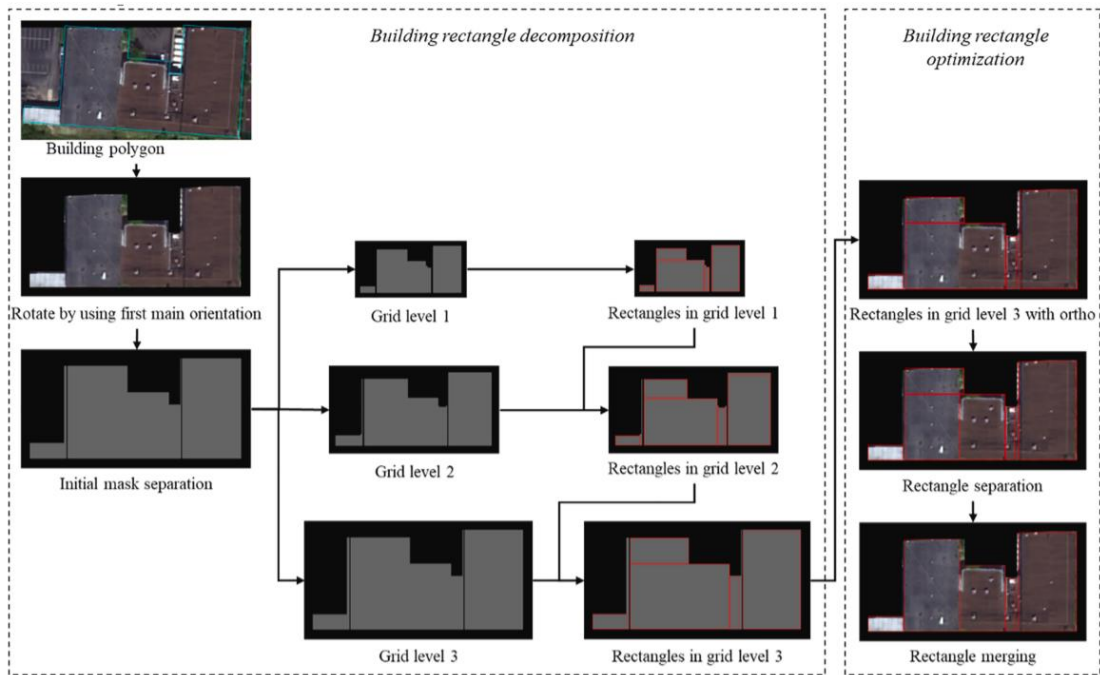 Building rectangle decomposition
Building rectangle
optimization
Building polygon
Rotate by using first main orientation
Initial mask separation
Grid level 1
Rectangles in grid level 1
Grid level 2
Rectangles in grid level 2
Grid level 3
Rectangles in grid level 3
Rectangles in grid level 3 with ortho
Rectangle separation
Rectangle merging